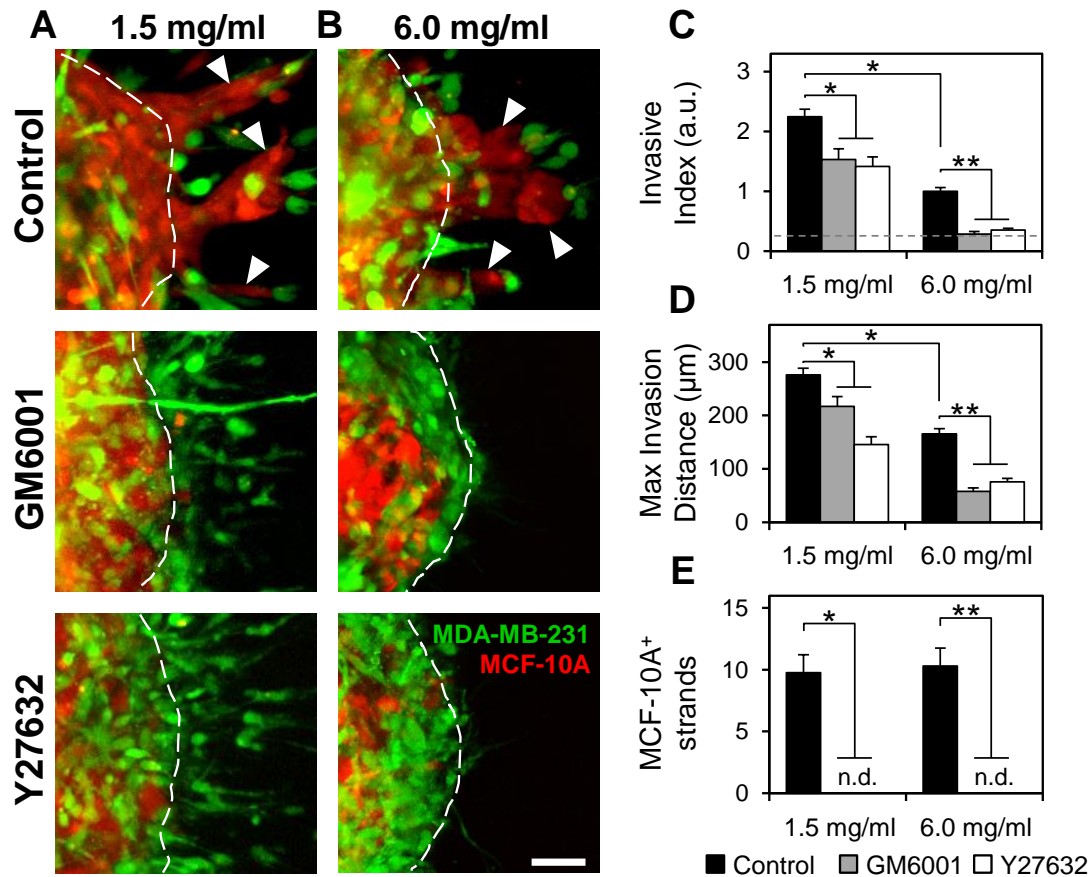 A 1.5 mg/ml
B 6.0 mg/ml
Control
GM6001
Y27632
MDA-MB-231
MCF-10A
C
Invasive
Index (a.u.)
3
2
1
0
*
*
**
1.5 mg/ml 6.0 mg/ml
D
Max Invasion
Distance (µm)
300
200
100
0
*
*
**
1.5 mg/ml 6.0 mg/ml
E
MCF-10A+
strands
15
10
5
0
*
**
n.d. n.d.
1.5 mg/ml 6.0 mg/ml
Control GM6001 Y27632